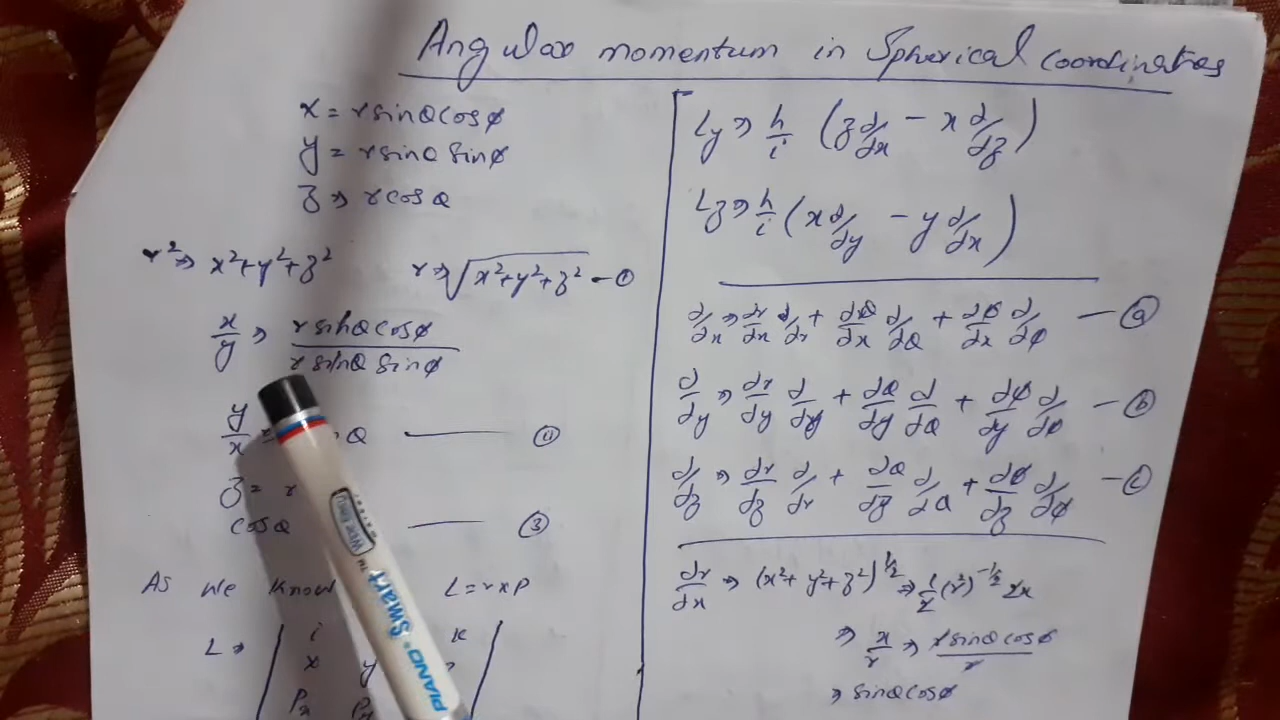 Angular momentum in Spherical coordinates
x = r sinθ cosϕ
y = r sinθ sinϕ
z ⇒ r cosθ
r² ⇒ x²+y²+z² r ⇒ √(x²+y²+z²) — ①
x/y ⇒ r sinθ cosϕ / r sinθ sinϕ
y/x = θ — ②
z = r
cosθ — ③
As we know L = r x P
L ⇒ | i k |
x y
Px
Ly ⇒ ħ/i (z d/dx − x d/dz)
Lz ⇒ ħ/i (x d/dy − y d/dx)
d/dx ⇒ dr/dx d/dr + dθ/dx d/dθ + dϕ/dx d/dϕ — ⓐ
d/dy ⇒ dr/dy d/dr + dθ/dy d/dθ + dϕ/dy d/dϕ — ⓑ
d/dz ⇒ dr/dz d/dr + dθ/dz d/dθ + dϕ/dz d/dϕ — ⓒ
dr/dx ⇒ (x²+y²+z²)^1/2 ⇒ 1/2 (r²)^-1/2 2x
⇒ x/r ⇒ r sinθ cosϕ / r
⇒ sinθ cosϕ
PIANO Smart™